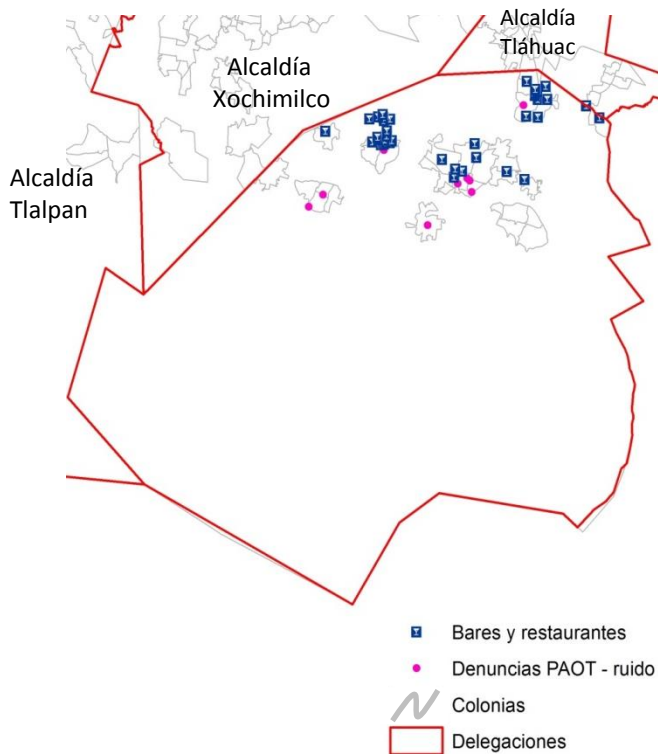 Alcaldía
Tláhuac
Alcaldía
Xochimilco
Alcaldía
Tlalpan
Bares y restaurantes
Denuncias PAOT - ruido
Colonias
Delegaciones